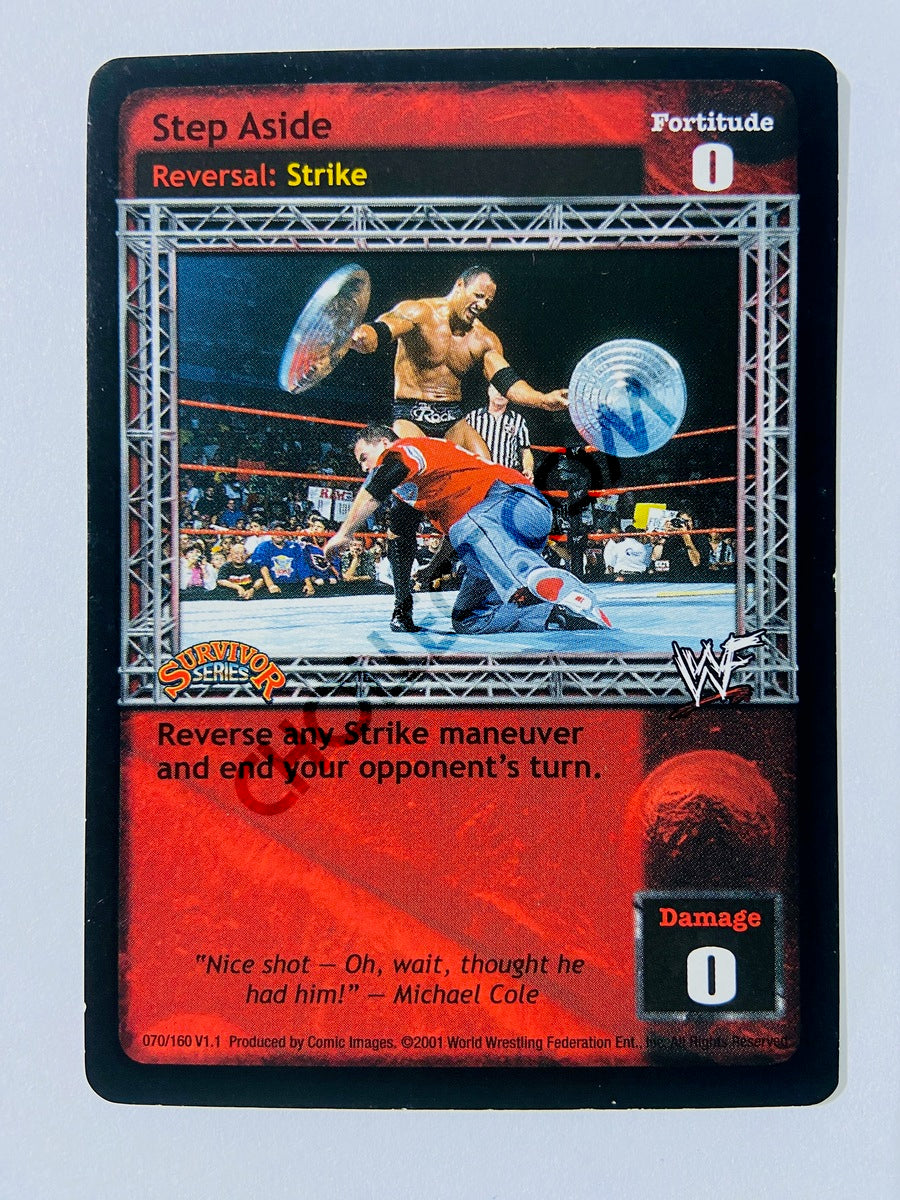 Step Aside
Fortitude
0
Reversal: Strike
Rock
RAW
SURVIVOR
SERIES
WF
Reverse any Strike maneuver
and end your opponent's turn.
Damage
0
"Nice shot — Oh, wait, thought he
had him!" — Michael Cole
070/160 V1.1 Produced by Comic Images. ©2001 World Wrestling Federation Ent., Inc. All Rights Reserved.